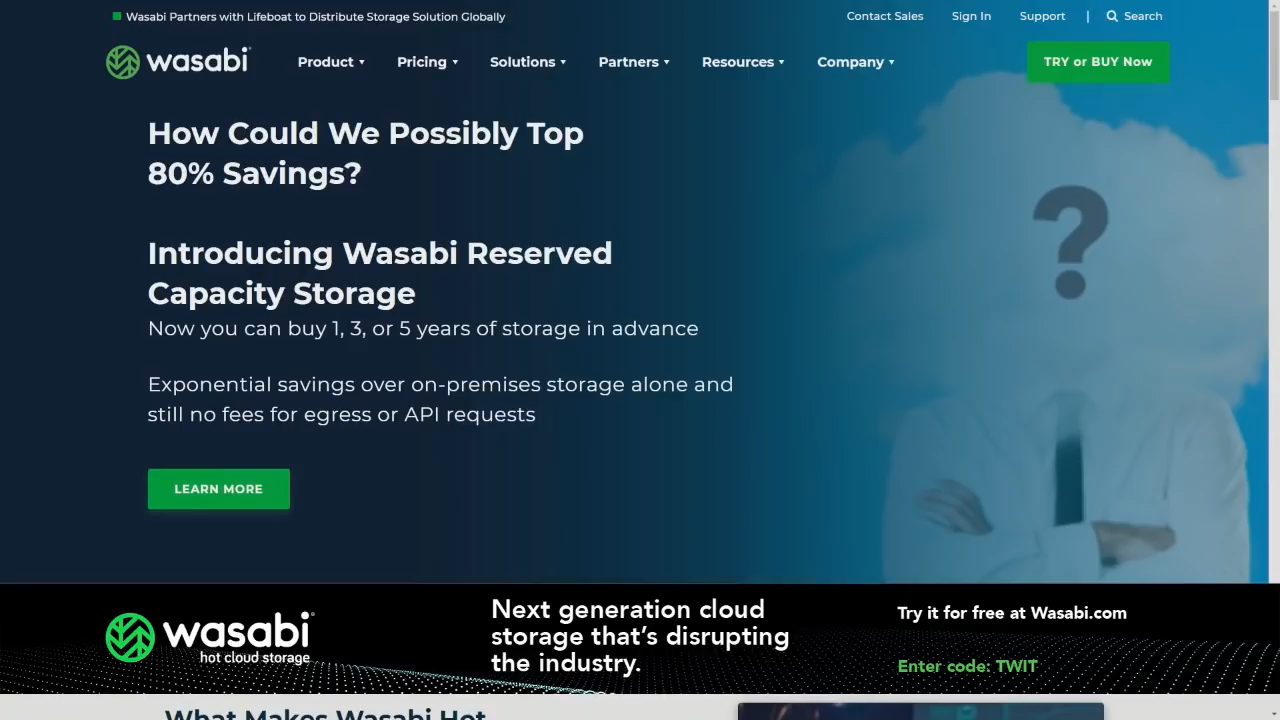 Wasabi Partners with Lifeboat to Distribute Storage Solution Globally
Contact Sales Sign In Support | Search
wasabi Product Pricing Solutions Partners Resources Company TRY or BUY Now
How Could We Possibly Top
80% Savings?
Introducing Wasabi Reserved
Capacity Storage
Now you can buy 1, 3, or 5 years of storage in advance
Exponential savings over on-premises storage alone and
still no fees for egress or API requests
LEARN MORE
?
wasabi
hot cloud storage
Next generation cloud
storage that's disrupting
the industry.
Try it for free at Wasabi.com
Enter code: TWIT
What Makes Wasabi Hot